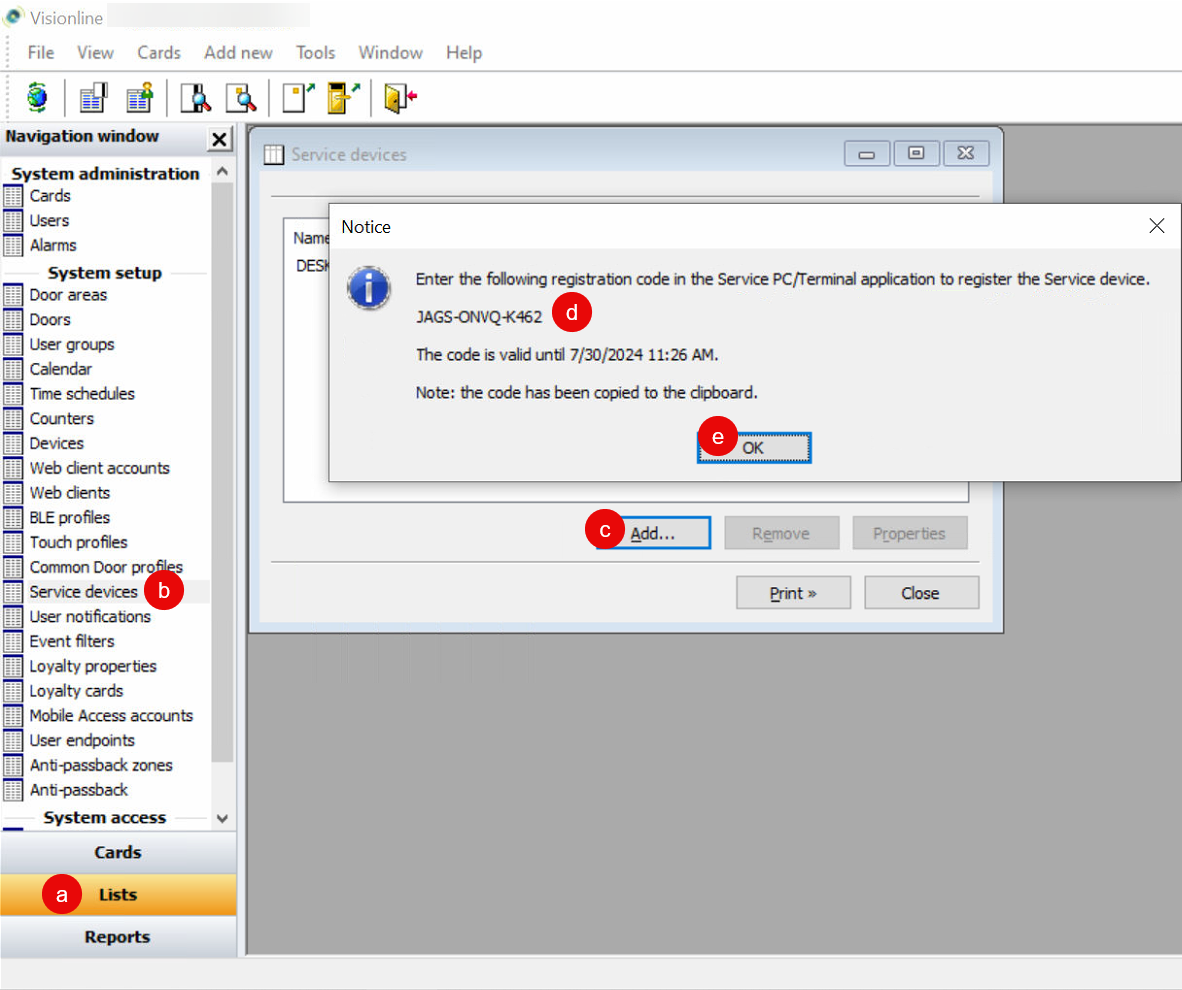 Visionline
File View Cards Add new Tools Window Help
Navigation window
System administration
Cards
Users
Alarms
System setup
Door areas
Doors
User groups
Calendar
Time schedules
Counters
Devices
Web client accounts
Web clients
BLE profiles
Touch profiles
Common Door profiles
Service devices b
User notifications
Event filters
Loyalty properties
Loyalty cards
Mobile Access accounts
User endpoints
Anti-passback zones
Anti-passback
System access
Cards
a Lists
Reports
Service devices
Name
DESK
Notice
Enter the following registration code in the Service PC/Terminal application to register the Service device.
JAGS-ONVQ-K462 d
The code is valid until 7/30/2024 11:26 AM.
Note: the code has been copied to the clipboard.
e OK
c Add... Remove Properties
Print » Close